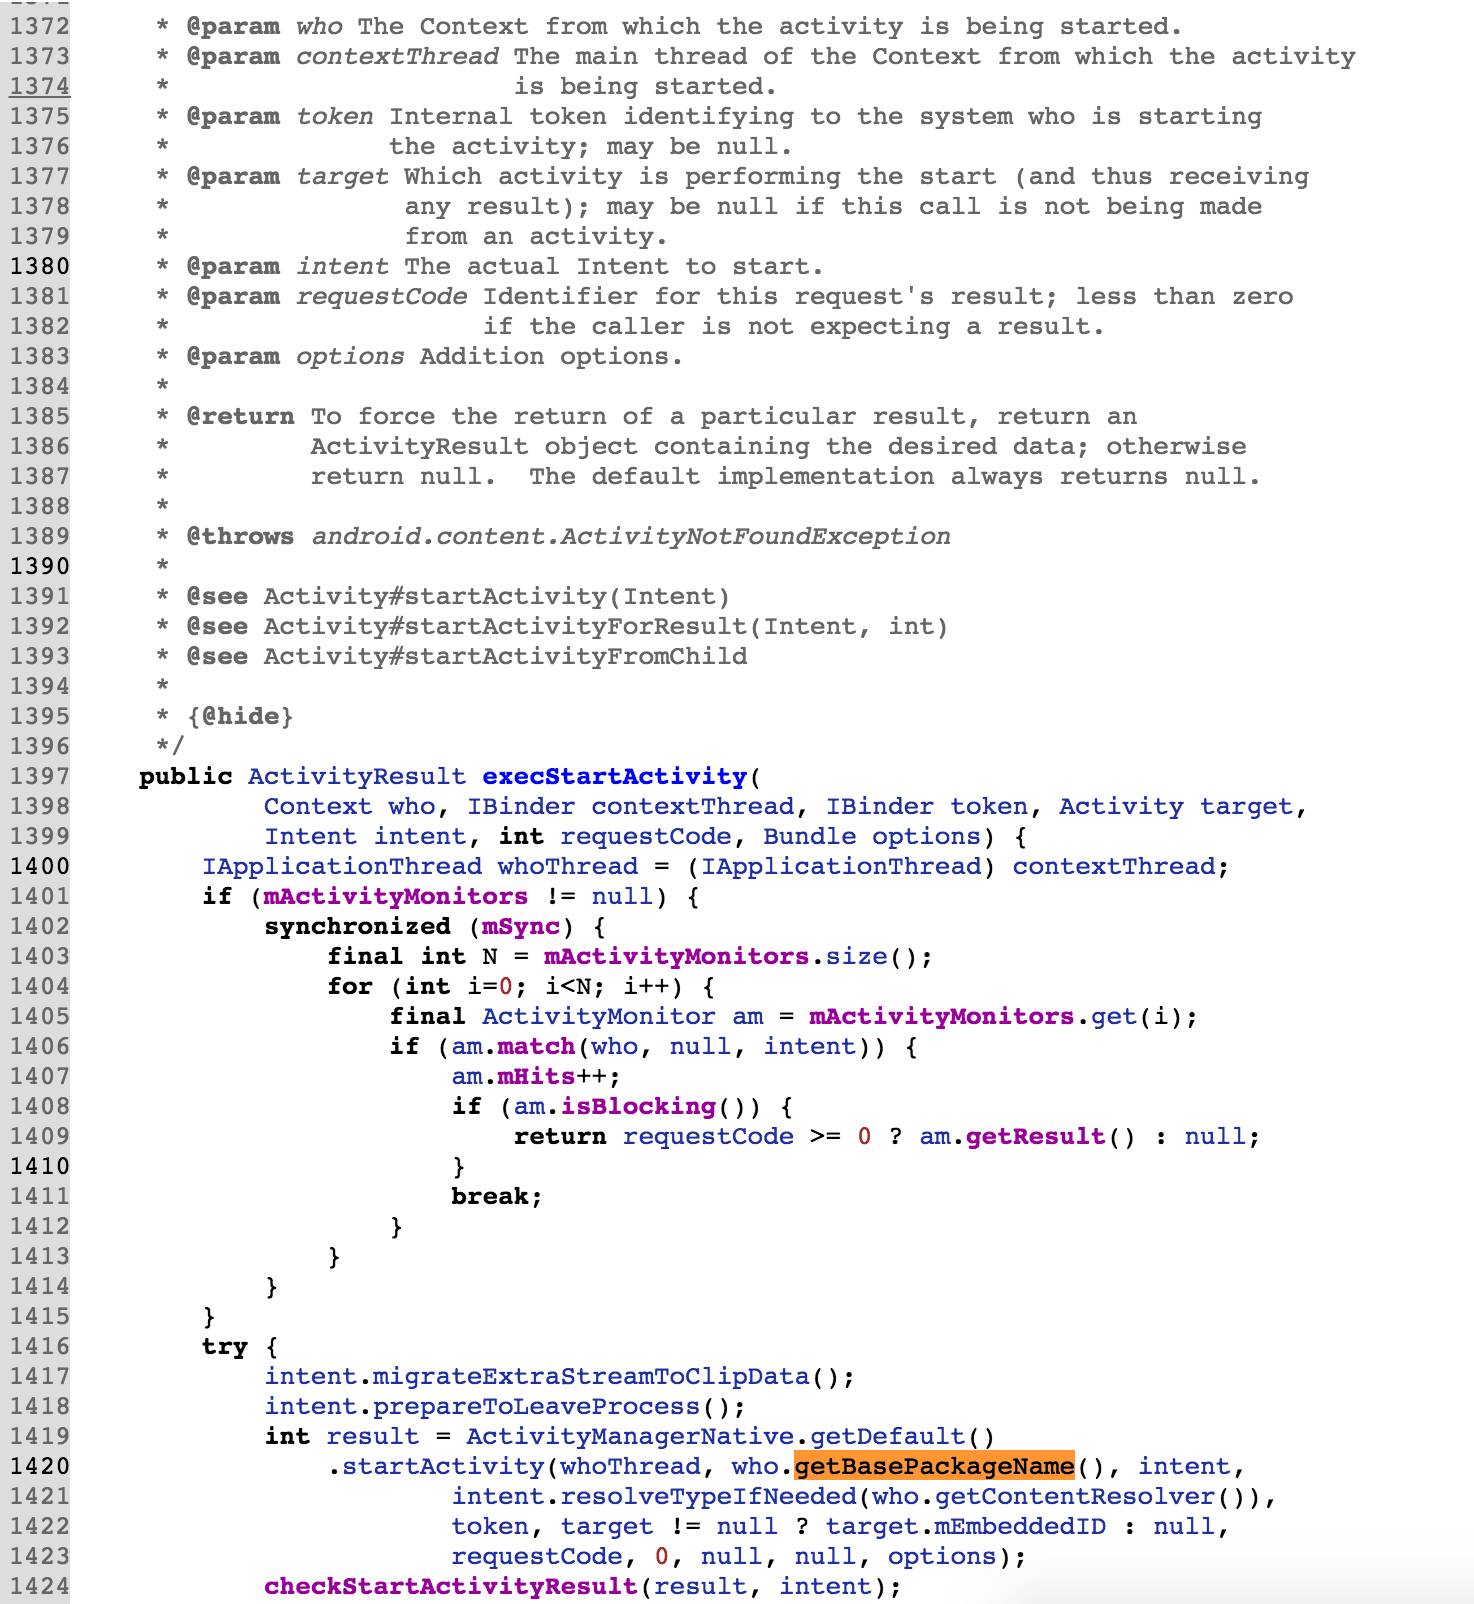 1372      * @param who The Context from which the activity is being started.
1373      * @param contextThread The main thread of the Context from which the activity
1374      *                      is being started.
1375      * @param token Internal token identifying to the system who is starting
1376      *              the activity; may be null.
1377      * @param target Which activity is performing the start (and thus receiving
1378      *               any result); may be null if this call is not being made
1379      *               from an activity.
1380      * @param intent The actual Intent to start.
1381      * @param requestCode Identifier for this request's result; less than zero
1382      *                    if the caller is not expecting a result.
1383      * @param options Addition options.
1384      *
1385      * @return To force the return of a particular result, return an
1386      *         ActivityResult object containing the desired data; otherwise
1387      *         return null.  The default implementation always returns null.
1388      *
1389      * @throws android.content.ActivityNotFoundException
1390      *
1391      * @see Activity#startActivity(Intent)
1392      * @see Activity#startActivityForResult(Intent, int)
1393      * @see Activity#startActivityFromChild
1394      *
1395      * {@hide}
1396      */
1397     public ActivityResult execStartActivity(
1398             Context who, IBinder contextThread, IBinder token, Activity target,
1399             Intent intent, int requestCode, Bundle options) {
1400         IApplicationThread whoThread = (IApplicationThread) contextThread;
1401         if (mActivityMonitors != null) {
1402             synchronized (mSync) {
1403                 final int N = mActivityMonitors.size();
1404                 for (int i=0; i<N; i++) {
1405                     final ActivityMonitor am = mActivityMonitors.get(i);
1406                     if (am.match(who, null, intent)) {
1407                         am.mHits++;
1408                         if (am.isBlocking()) {
1409                             return requestCode >= 0 ? am.getResult() : null;
1410                         }
1411                         break;
1412                     }
1413                 }
1414             }
1415         }
1416         try {
1417             intent.migrateExtraStreamToClipData();
1418             intent.prepareToLeaveProcess();
1419             int result = ActivityManagerNative.getDefault()
1420                 .startActivity(whoThread, who.getBasePackageName(), intent,
1421                         intent.resolveTypeIfNeeded(who.getContentResolver()),
1422                         token, target != null ? target.mEmbeddedID : null,
1423                         requestCode, 0, null, null, options);
1424             checkStartActivityResult(result, intent);